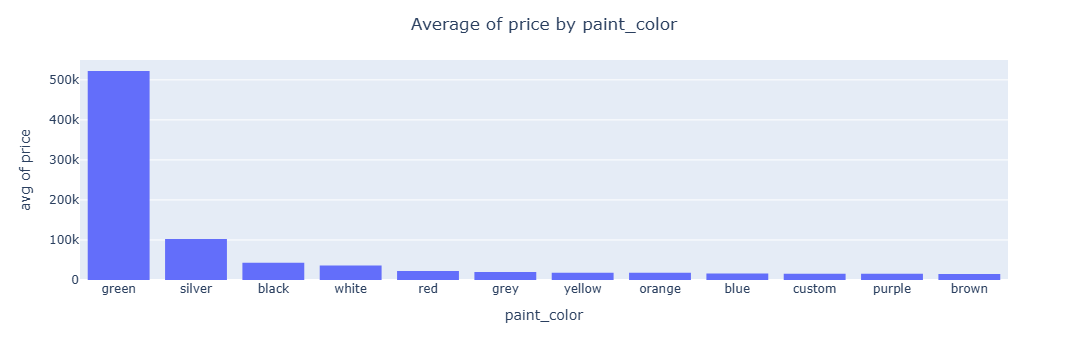 Average of price by paint_color
avg of price
500k
400k
300k
200k
100k
0
green silver black white red grey yellow orange blue custom purple brown
paint_color